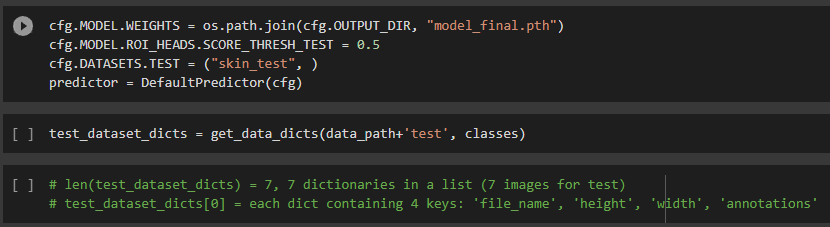 cfg.MODEL.WEIGHTS = os.path.join(cfg.OUTPUT_DIR, "model_final.pth")
cfg.MODEL.ROI_HEADS.SCORE_THRESH_TEST = 0.5
cfg.DATASETS.TEST = ("skin_test", )
predictor = DefaultPredictor(cfg)
[ ] test_dataset_dicts = get_data_dicts(data_path+'test', classes)
[ ] # len(test_dataset_dicts) = 7, 7 dictionaries in a list (7 images for test)
# test_dataset_dicts[0] = each dict containing 4 keys: 'file_name', 'height', 'width', 'annotations'